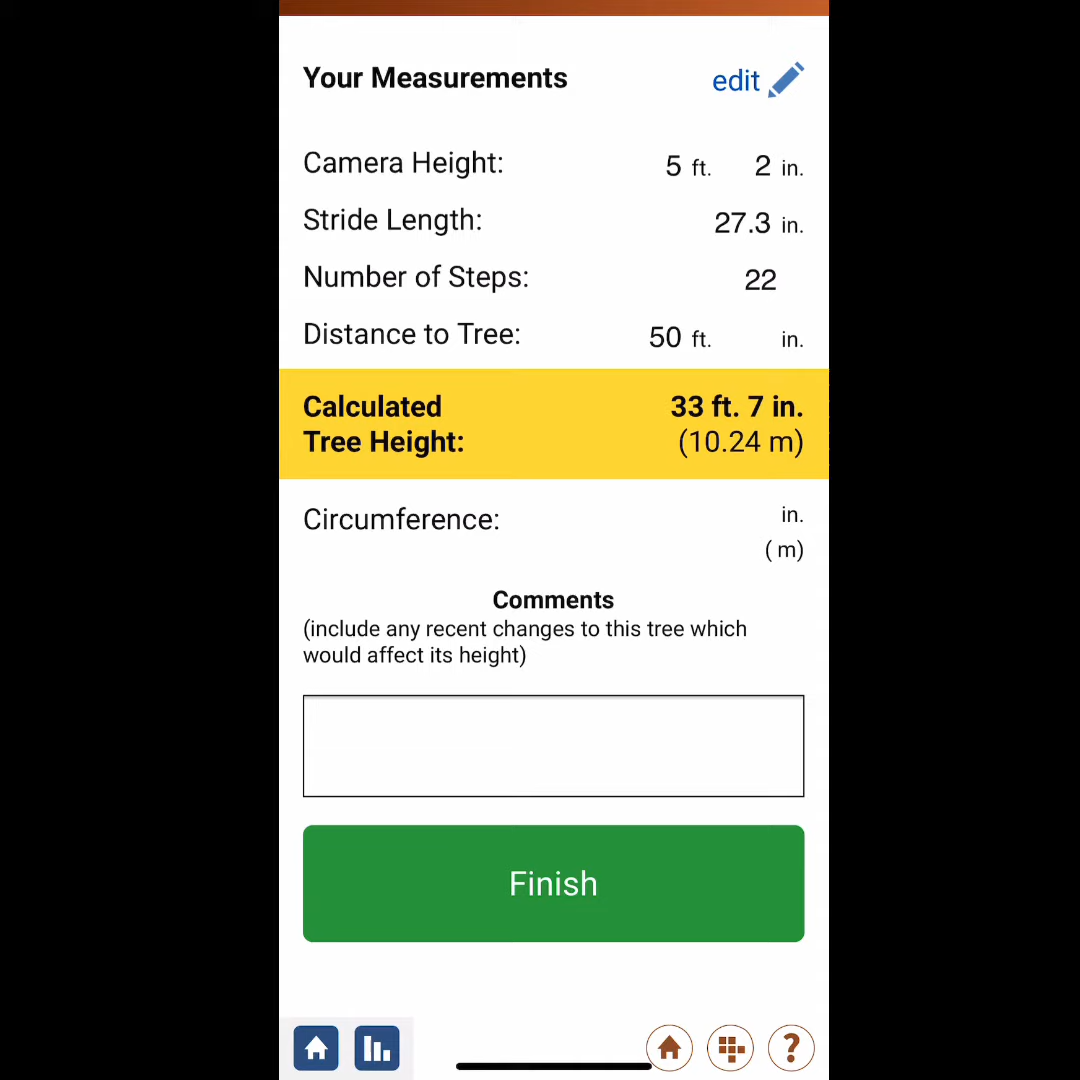 Your Measurements edit
Camera Height: 5 ft. 2 in.
Stride Length: 27.3 in.
Number of Steps: 22
Distance to Tree: 50 ft. in.
Calculated 33 ft. 7 in.
Tree Height: (10.24 m)
Circumference: in.
( m)
Comments
(include any recent changes to this tree which
would affect its height)
Finish
?